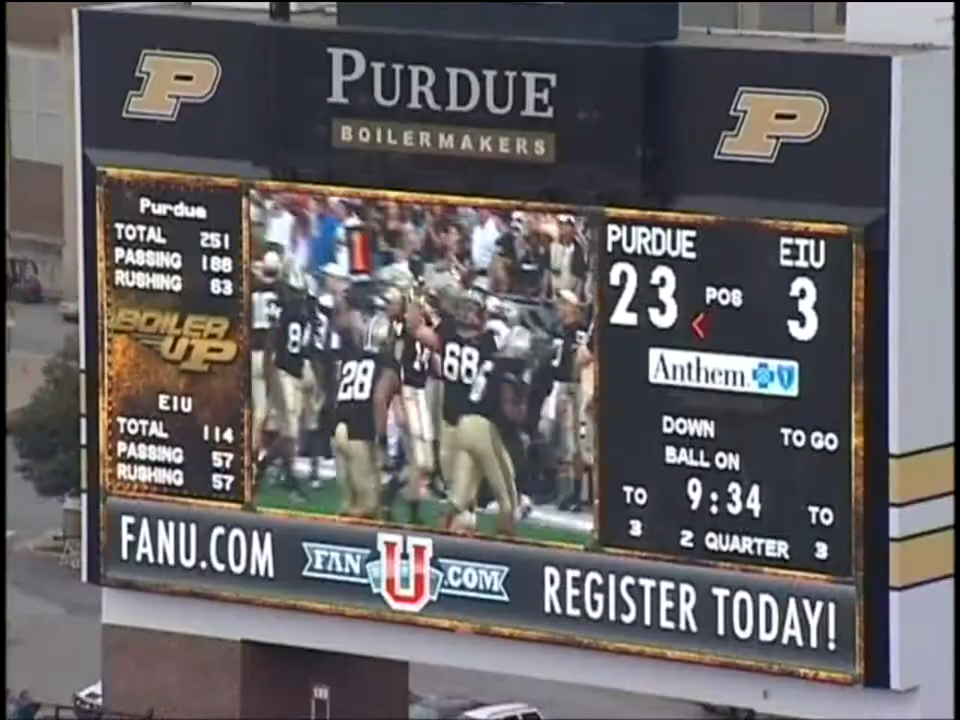 P
PURDUE
BOILERMAKERS
P
Purdue
TOTAL 251
PASSING 188
RUSHING 63
BOILER UP
EIU
TOTAL 114
PASSING 57
RUSHING 57
28
68
PURDUE EIU
23 POS 3
Anthem
DOWN TO GO
BALL ON
TO 9:34 TO
3 2 QUARTER 3
FANU.COM
FAN U .COM
REGISTER TODAY!